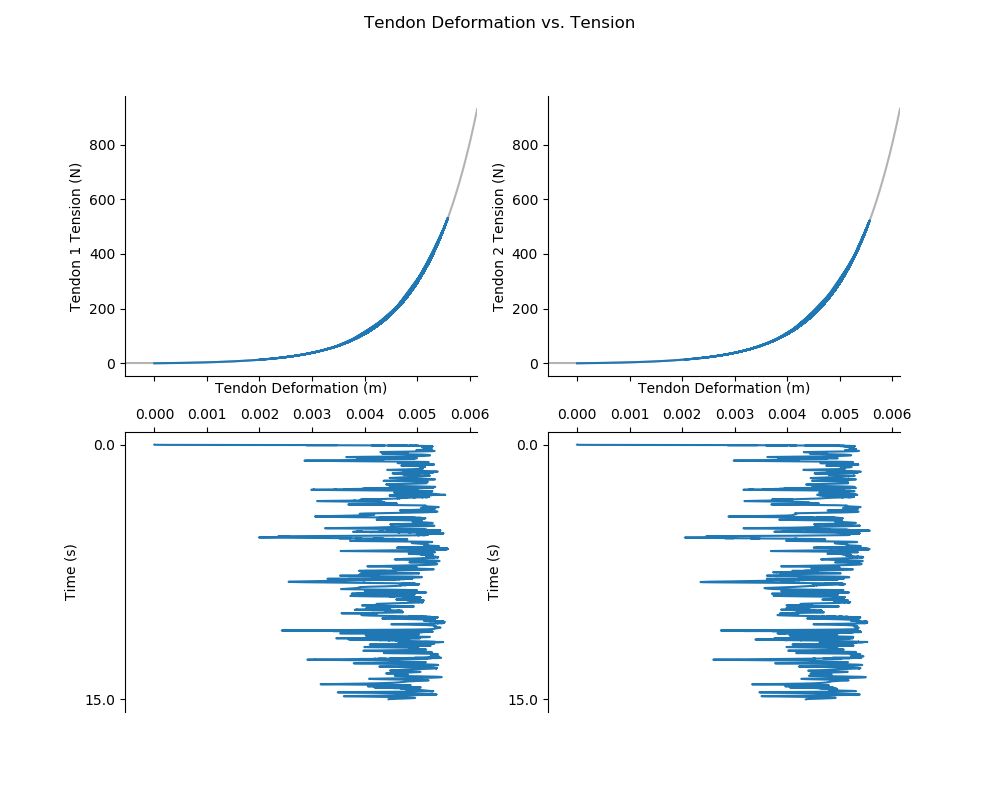 Tendon Deformation vs. Tension
Tendon 1 Tension (N)
800
600
400
200
0
Tendon Deformation (m)
Tendon 2 Tension (N)
800
600
400
200
0
Tendon Deformation (m)
0.000 0.001 0.002 0.003 0.004 0.005 0.006
Time (s)
0.0
15.0
0.000 0.001 0.002 0.003 0.004 0.005 0.006
Time (s)
0.0
15.0